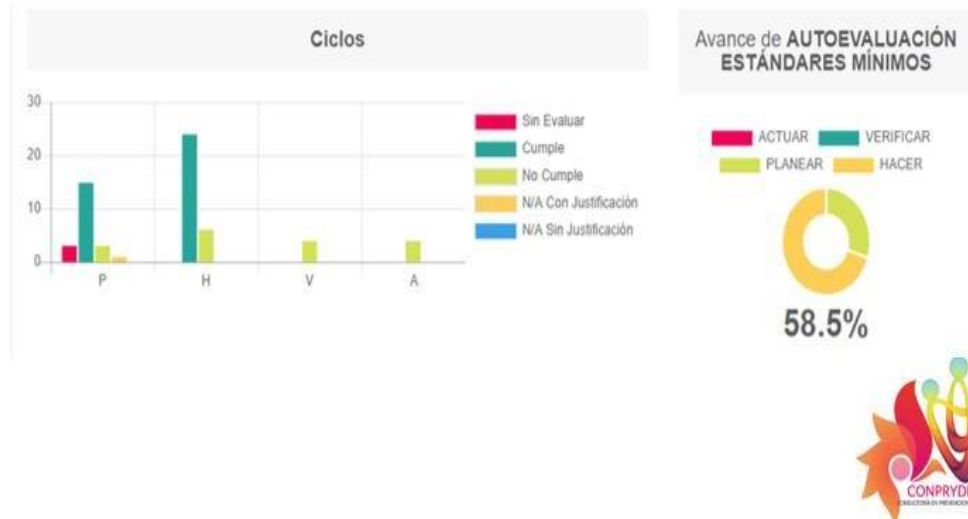 Ciclos
30
20
10
0
P H V A
Sin Evaluar
Cumple
No Cumple
N/A Con Justificación
N/A Sin Justificación
Avance de AUTOEVALUACIÓN
ESTÁNDARES MÍNIMOS
ACTUAR VERIFICAR
PLANEAR HACER
58.5%
CONPRYD